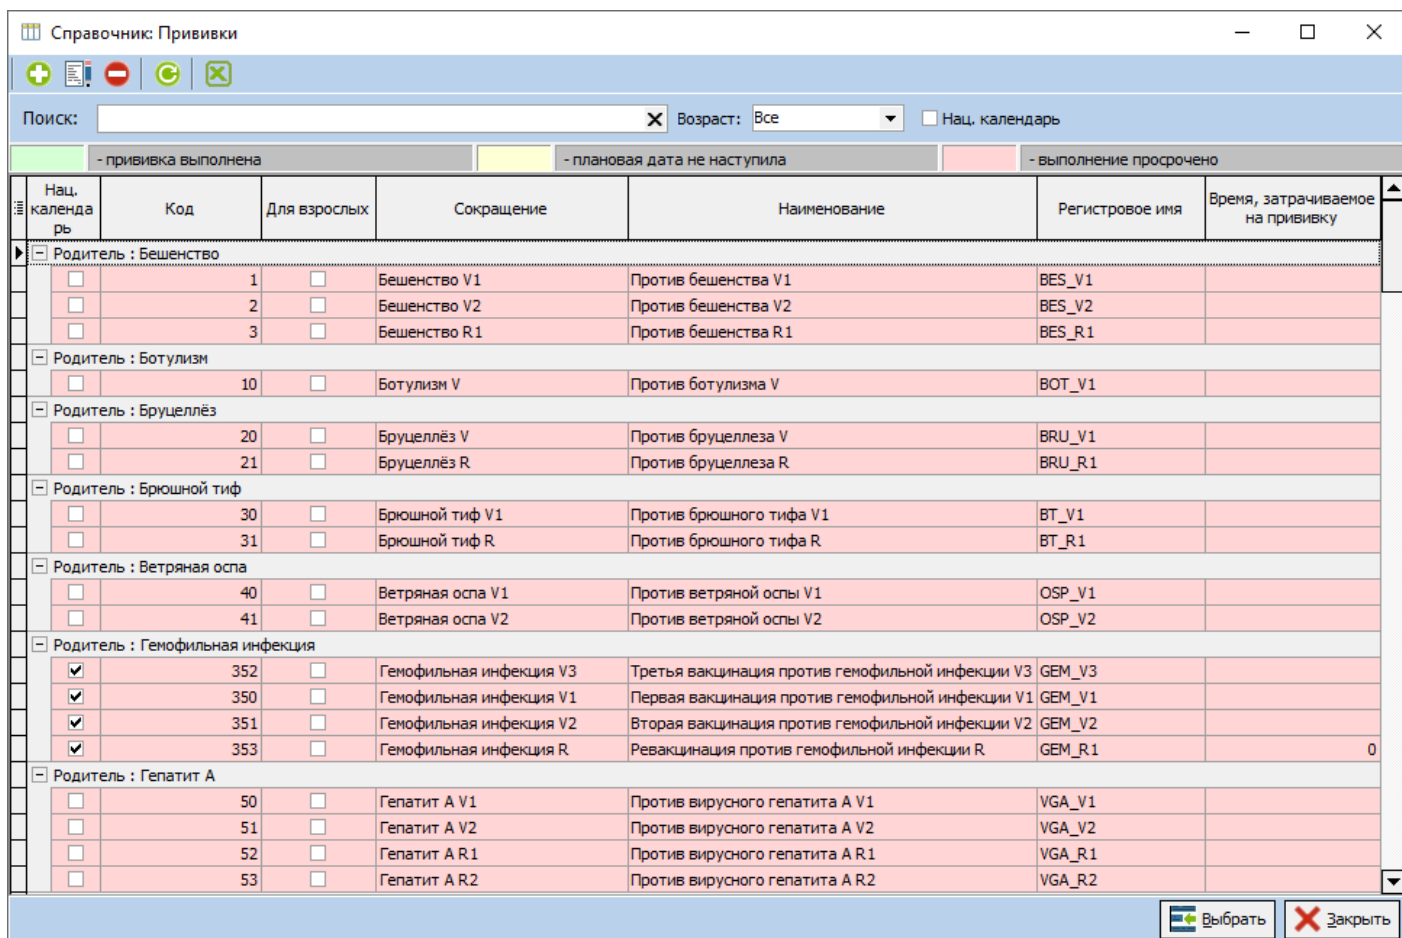 Справочник: Прививки
Поиск: Возраст: Все Нац. календарь
- прививка выполнена - плановая дата не наступила - выполнение просрочено
Нац. календа рь Код Для взрослых Сокращение Наименование Регистровое имя Время, затрачиваемое на прививку
Родитель : Бешенство
1 Бешенство V1 Против бешенства V1 BES_V1
2 Бешенство V2 Против бешенства V2 BES_V2
3 Бешенство R1 Против бешенства R1 BES_R1
Родитель : Ботулизм
10 Ботулизм V Против ботулизма V BOT_V1
Родитель : Бруцеллёз
20 Бруцеллёз V Против бруцеллеза V BRU_V1
21 Бруцеллёз R Против бруцеллеза R BRU_R1
Родитель : Брюшной тиф
30 Брюшной тиф V1 Против брюшного тифа V1 BT_V1
31 Брюшной тиф R Против брюшного тифа R BT_R1
Родитель : Ветряная оспа
40 Ветряная оспа V1 Против ветряной оспы V1 OSP_V1
41 Ветряная оспа V2 Против ветряной оспы V2 OSP_V2
Родитель : Гемофильная инфекция
352 Гемофильная инфекция V3 Третья вакцинация против гемофильной инфекции V3 GEM_V3
350 Гемофильная инфекция V1 Первая вакцинация против гемофильной инфекции V1 GEM_V1
351 Гемофильная инфекция V2 Вторая вакцинация против гемофильной инфекции V2 GEM_V2
353 Гемофильная инфекция R Ревакцинация против гемофильной инфекции R GEM_R1 0
Родитель : Гепатит А
50 Гепатит А V1 Против вирусного гепатита А V1 VGA_V1
51 Гепатит А V2 Против вирусного гепатита А V2 VGA_V2
52 Гепатит А R1 Против вирусного гепатита А R1 VGA_R1
53 Гепатит А R2 Против вирусного гепатита А R2 VGA_R2
Выбрать Закрыть